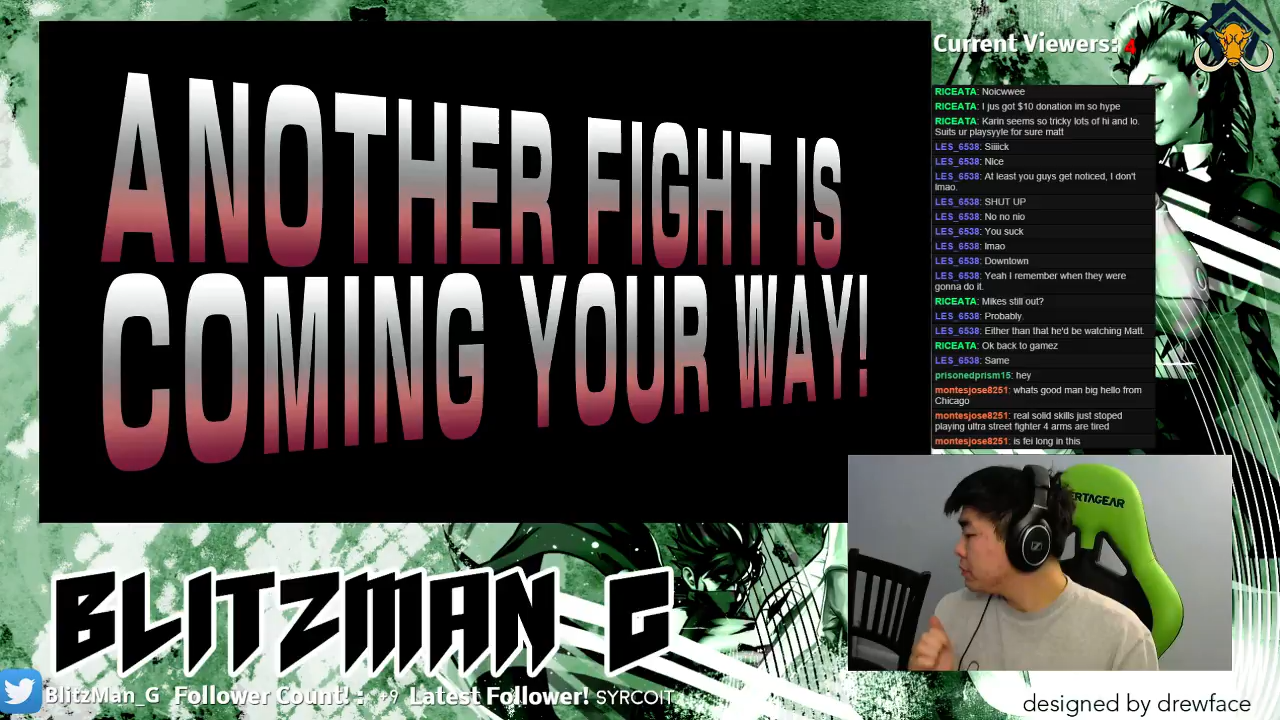 ANOTHER FIGHT IS
COMING YOUR WAY!
Current Viewers: 4
RICEATA: Noicwwee
RICEATA: I jus got $10 donation im so hype
RICEATA: Karin seems so tricky lots of hi and lo.
Suits ur playsyyle for sure matt
LES_6538: Siiiick
LES_6538: Nice
LES_6538: At least you guys get noticed, I don't
lmao.
LES_6538: SHUT UP
LES_6538: No no nio
LES_6538: You suck
LES_6538: lmao
LES_6538: Downtown
LES_6538: Yeah I remember when they were
gonna do it.
RICEATA: Mikes still out?
LES_6538: Probably.
LES_6538: Either than that he'd be watching Matt.
RICEATA: Ok back to gamez
LES_6538: Same
prisonedprism15: hey
montesjose8251: whats good man big hello from
Chicago
montesjose8251: real solid skills just stoped
playing ultra street fighter 4 arms are tired
montesjose8251: is fei long in this
ERTAGEAR
BLITZMAN G
BlitzMan_G Follower Count! : +9 Latest Follower! SYRCOIT
designed by drewface